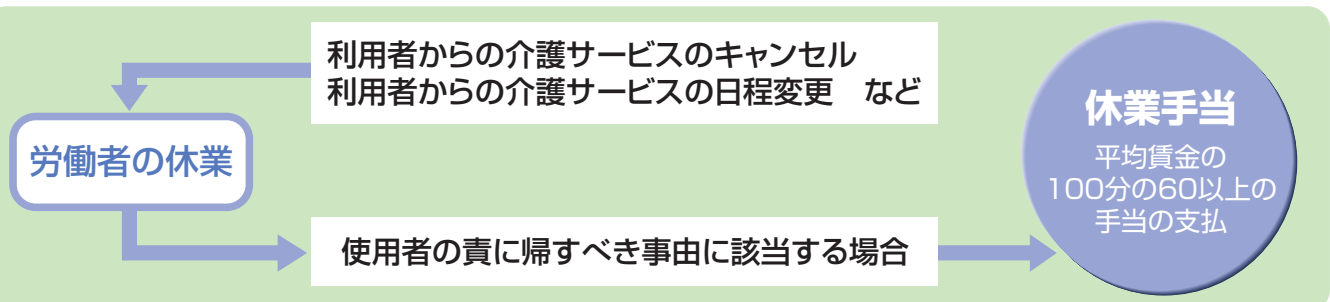 利用者からの介護サービスのキャンセル
利用者からの介護サービスの日程変更　など
労働者の休業
使用者の責に帰すべき事由に該当する場合
休業手当
平均賃金の
100分の60以上の
手当の支払